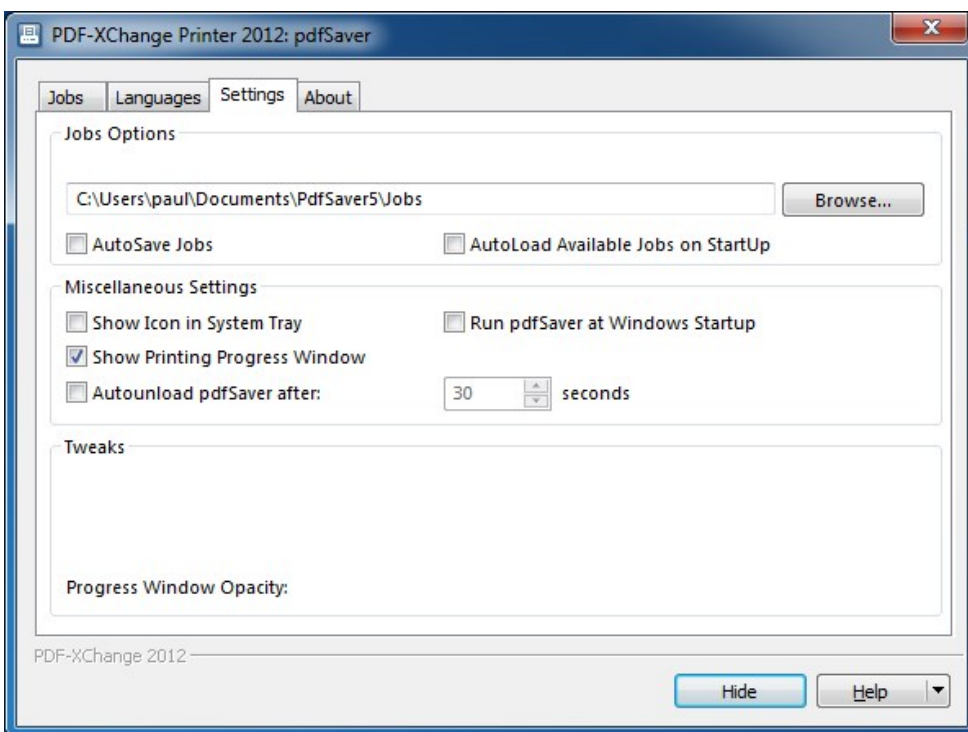 PDF-XChange Printer 2012: pdfSaver
Jobs Languages Settings About
Jobs Options
C:\Users\paul\Documents\PdfSaver5\Jobs Browse...
AutoSave Jobs AutoLoad Available Jobs on StartUp
Miscellaneous Settings
Show Icon in System Tray Run pdfSaver at Windows Startup
Show Printing Progress Window
Autounload pdfSaver after: 30 seconds
Tweaks
Progress Window Opacity:
PDF-XChange 2012
Hide Help